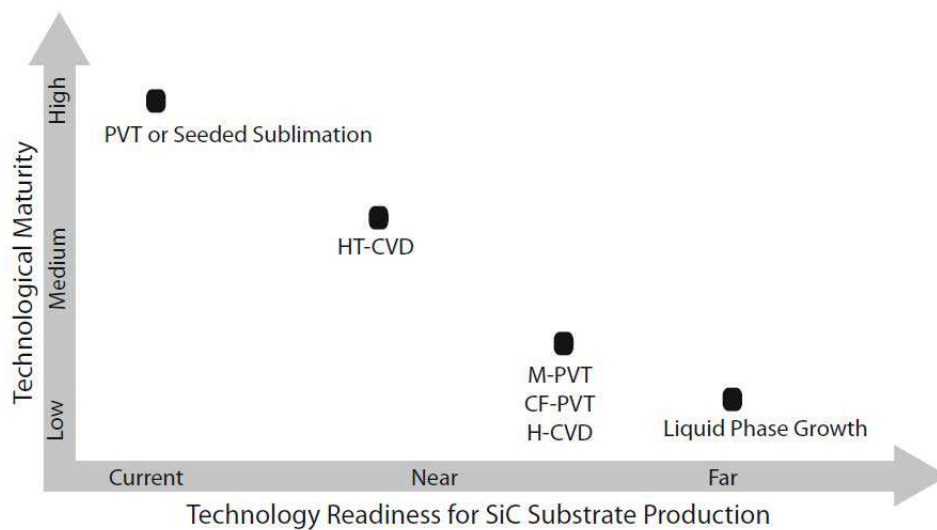 Technological Maturity
High
Medium
Low
PVT or Seeded Sublimation
HT-CVD
M-PVT
CF-PVT
H-CVD
Liquid Phase Growth
Current
Near
Far
Technology Readiness for SiC Substrate Production